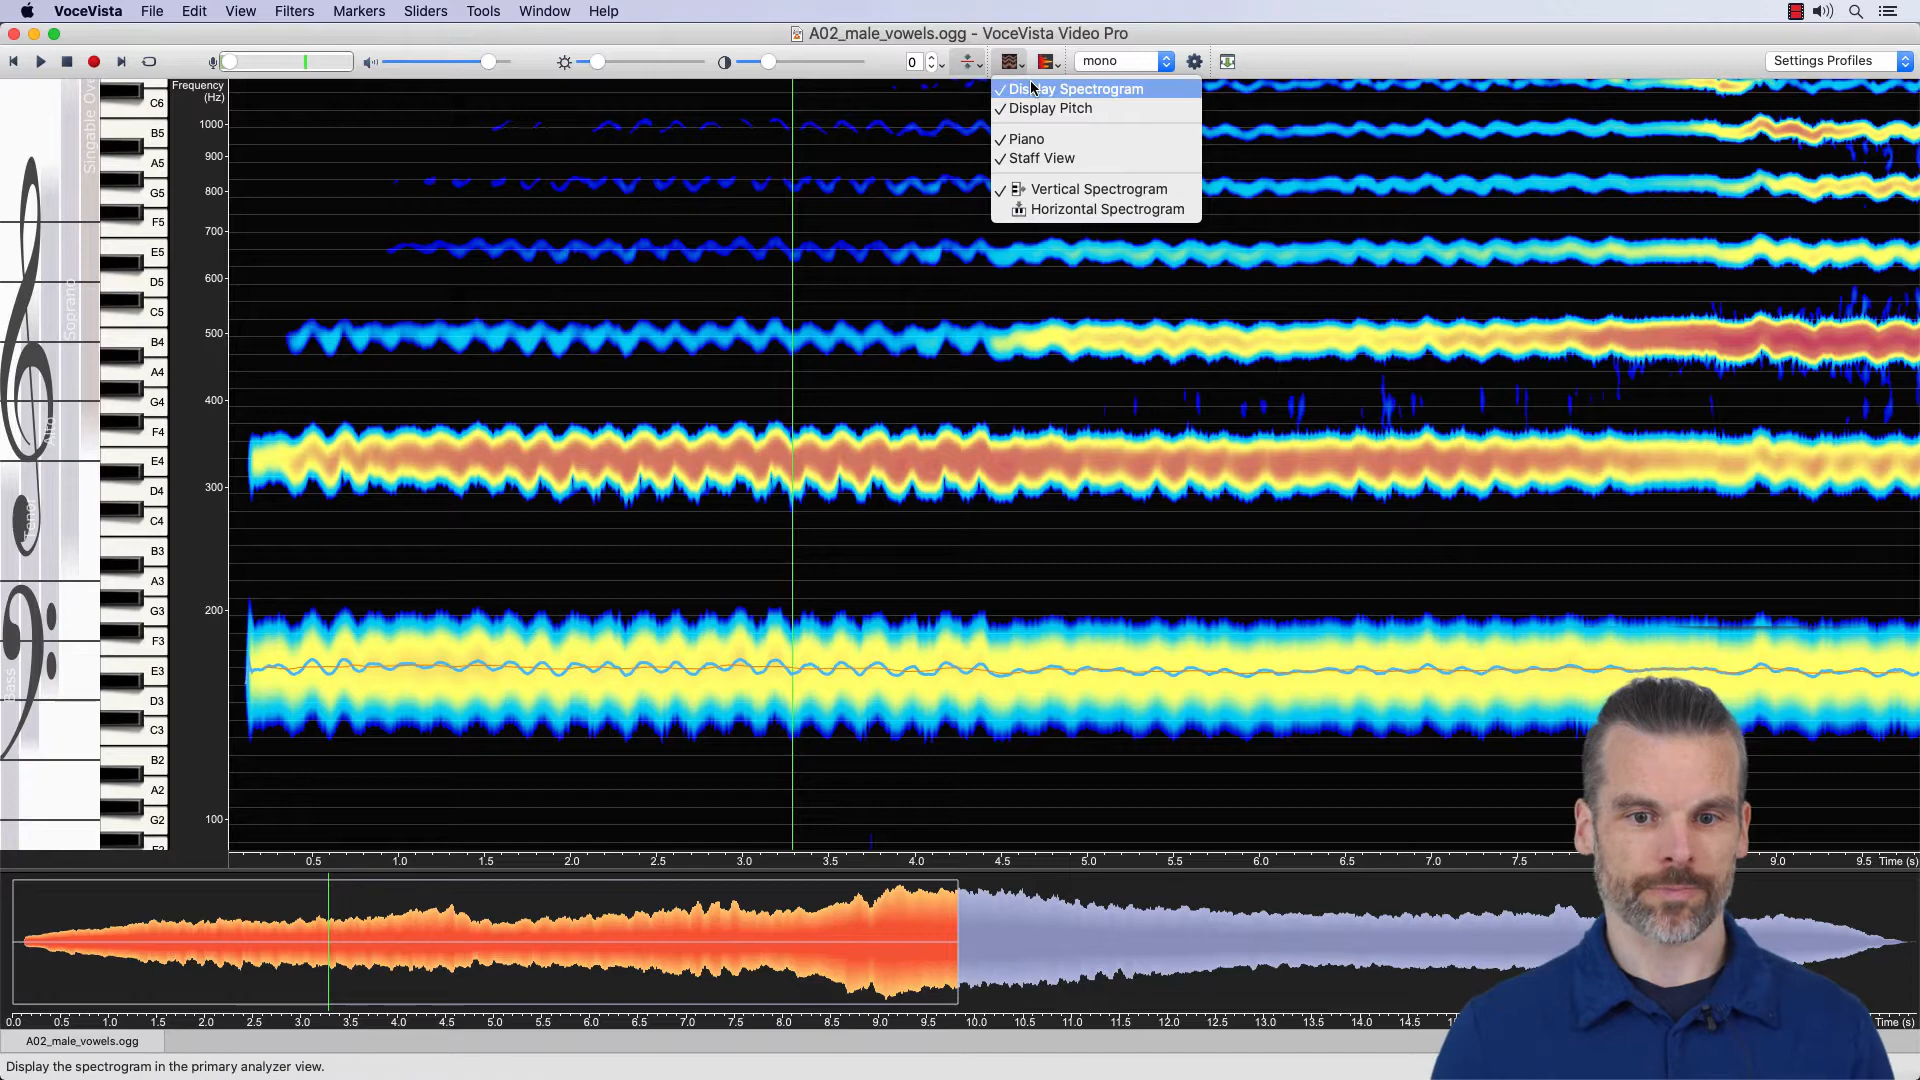 VoceVista File Edit View Filters Markers Sliders Tools Window Help
A02_male_vowels.ogg - VoceVista Video Pro
0 mono Settings Profiles
Display Spectrogram
Display Pitch
Piano
Staff View
Vertical Spectrogram
Horizontal Spectrogram
Frequency
(Hz)
1000
900
800
700
600
500
400
300
200
100
C6
B5
A5
G5
F5
E5
D5
C5
B4
A4
G4
F4
E4
D4
C4
B3
A3
G3
F3
E3
D3
C3
B2
A2
G2
Soprano
Alto
Tenor
Bass
0.5 1.0 1.5 2.0 2.5 3.0 3.5 4.0 4.5 5.0 5.5 6.0 6.5 7.0 7.5 9.0 9.5 Time (s)
0.0 0.5 1.0 1.5 2.0 2.5 3.0 3.5 4.0 4.5 5.0 5.5 6.0 6.5 7.0 7.5 8.0 8.5 9.0 9.5 10.0 10.5 11.0 11.5 12.0 12.5 13.0 13.5 14.0 14.5 Time (s)
A02_male_vowels.ogg
Display the spectrogram in the primary analyzer view.